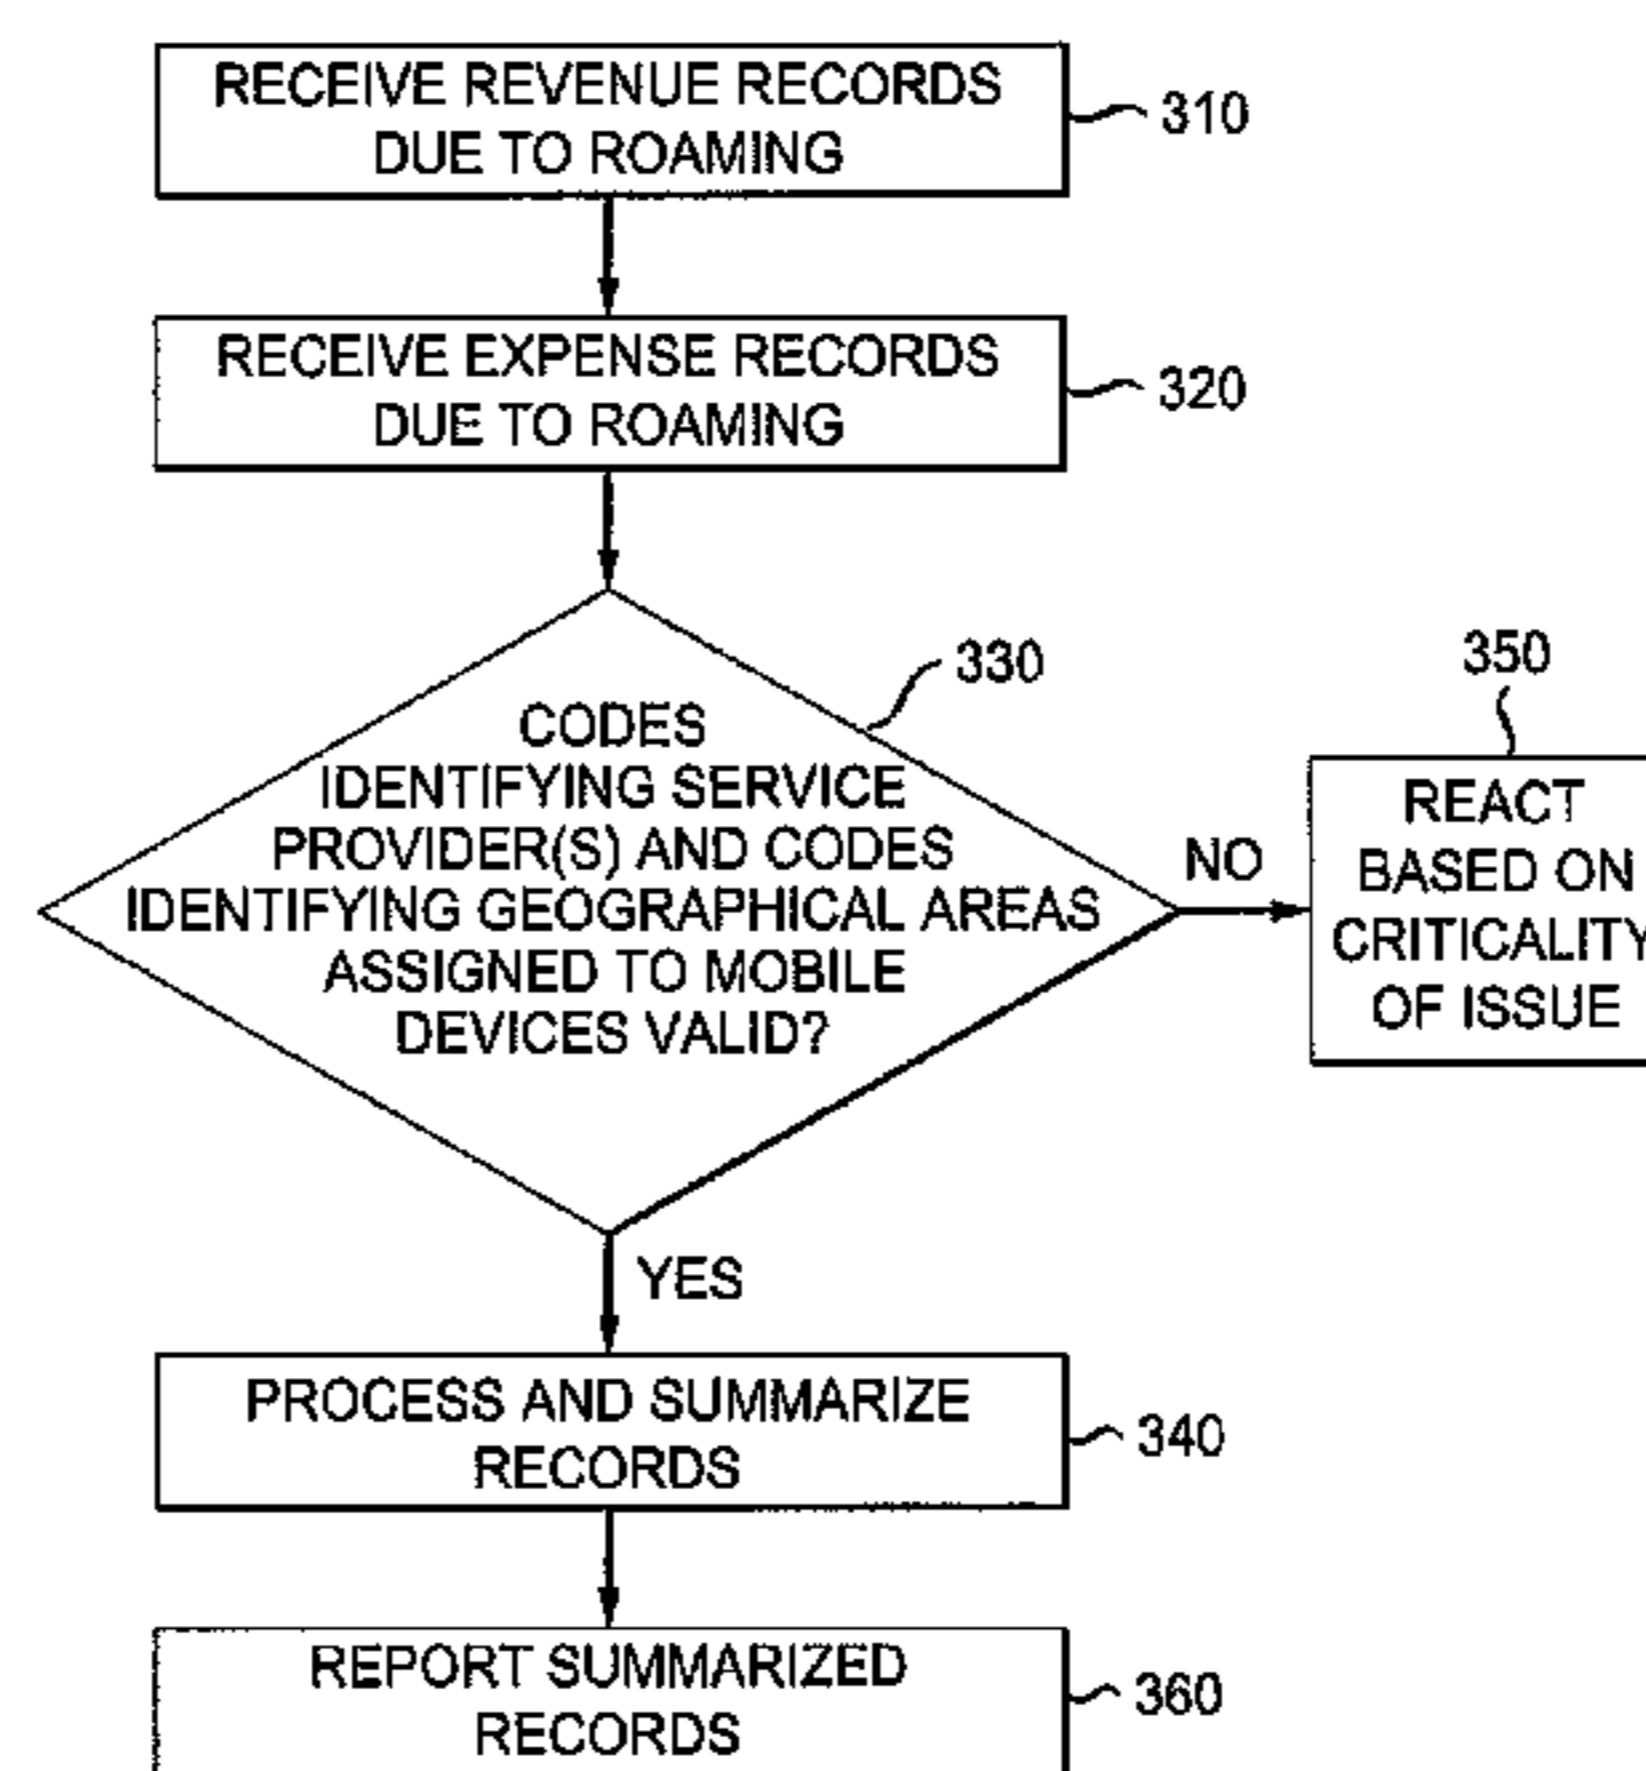 RECEIVE REVENUE RECORDS
DUE TO ROAMING
310
RECEIVE EXPENSE RECORDS
DUE TO ROAMING
320
330
CODES
IDENTIFYING SERVICE
PROVIDER(S) AND CODES
IDENTIFYING GEOGRAPHICAL AREAS
ASSIGNED TO MOBILE
DEVICES VALID?
NO
350
REACT
BASED ON
CRITICALITY
OF ISSUE
YES
PROCESS AND SUMMARIZE
RECORDS
340
REPORT SUMMARIZED
RECORDS
360